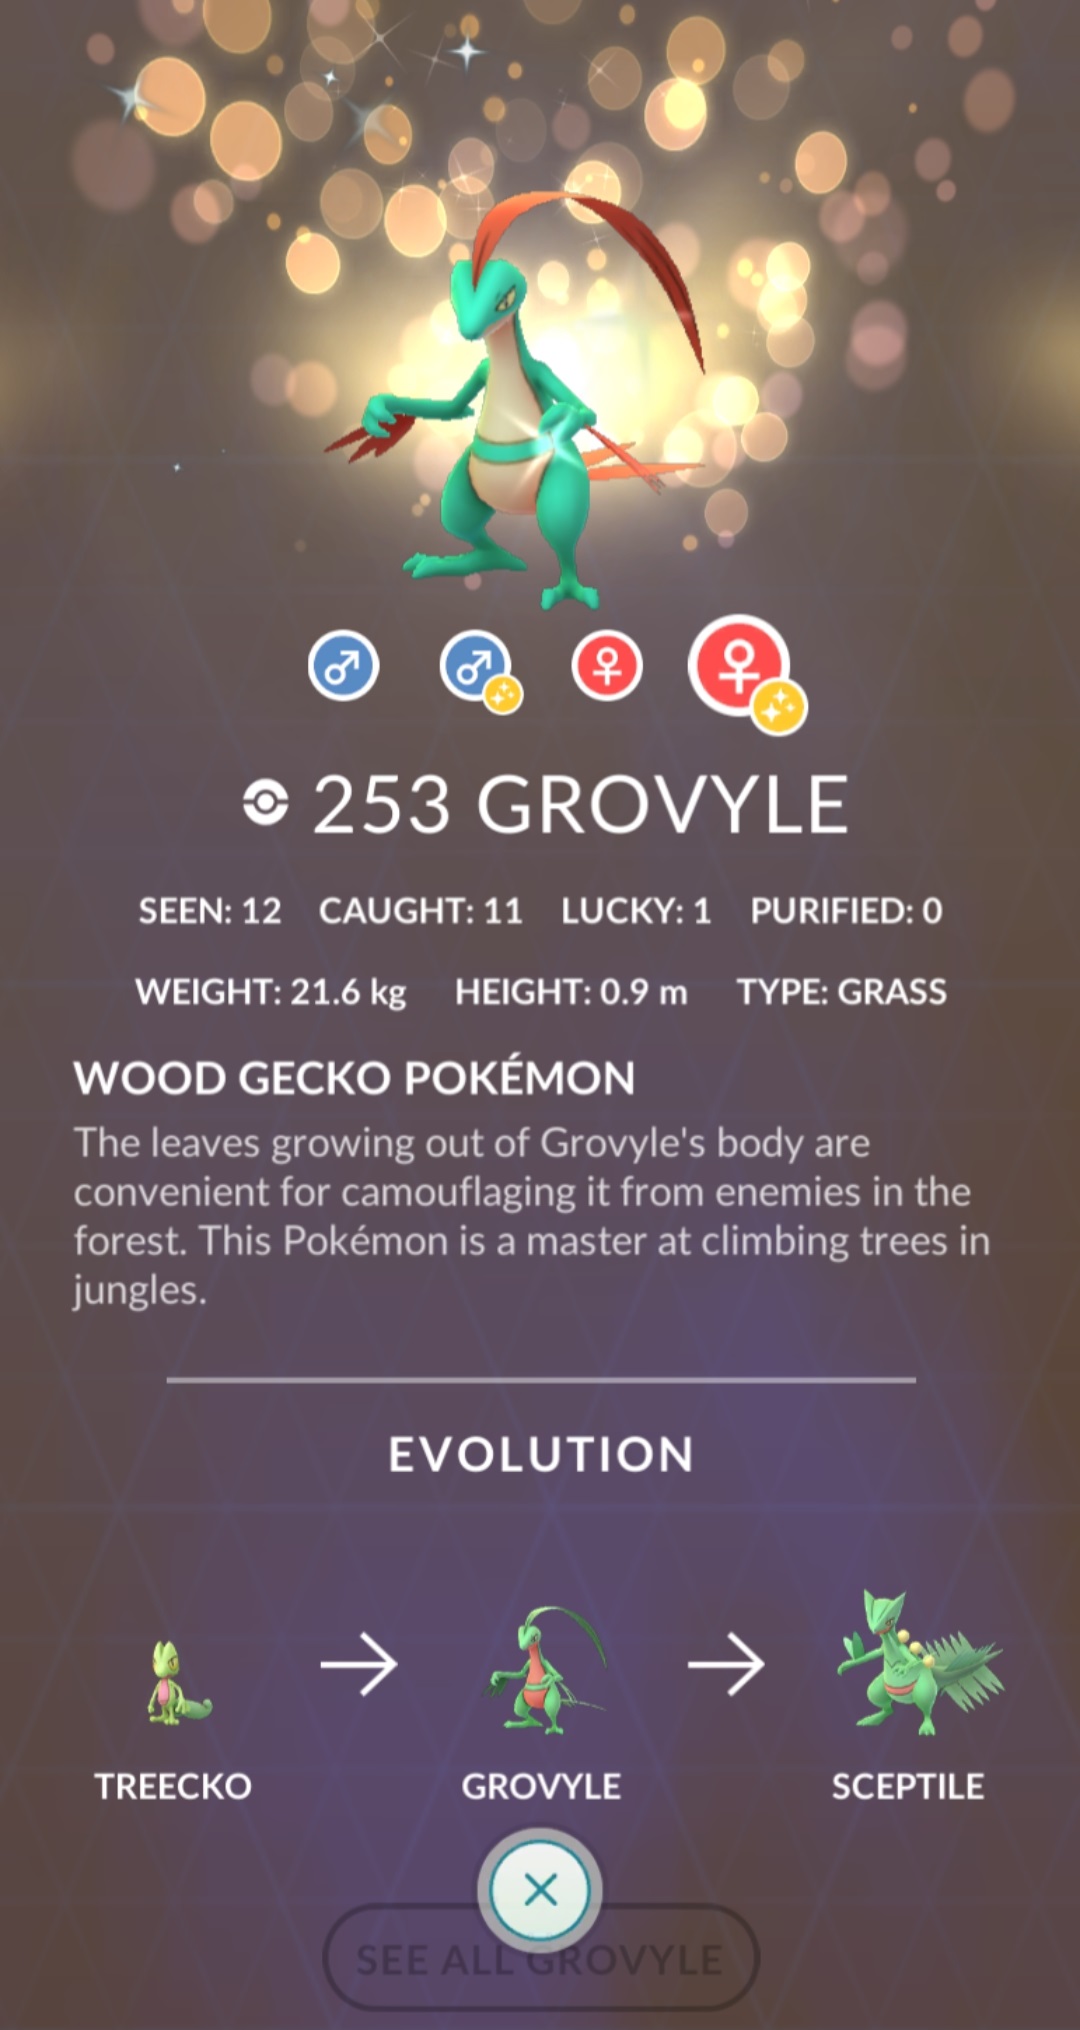 253 GROVYLE
SEEN: 12 CAUGHT: 11 LUCKY: 1 PURIFIED: 0
WEIGHT: 21.6 kg HEIGHT: 0.9 m TYPE: GRASS
WOOD GECKO POKÉMON
The leaves growing out of Grovyle's body are
convenient for camouflaging it from enemies in the
forest. This Pokémon is a master at climbing trees in
jungles.
EVOLUTION
TREECKO GROVYLE SCEPTILE
SEE ALL GROVYLE